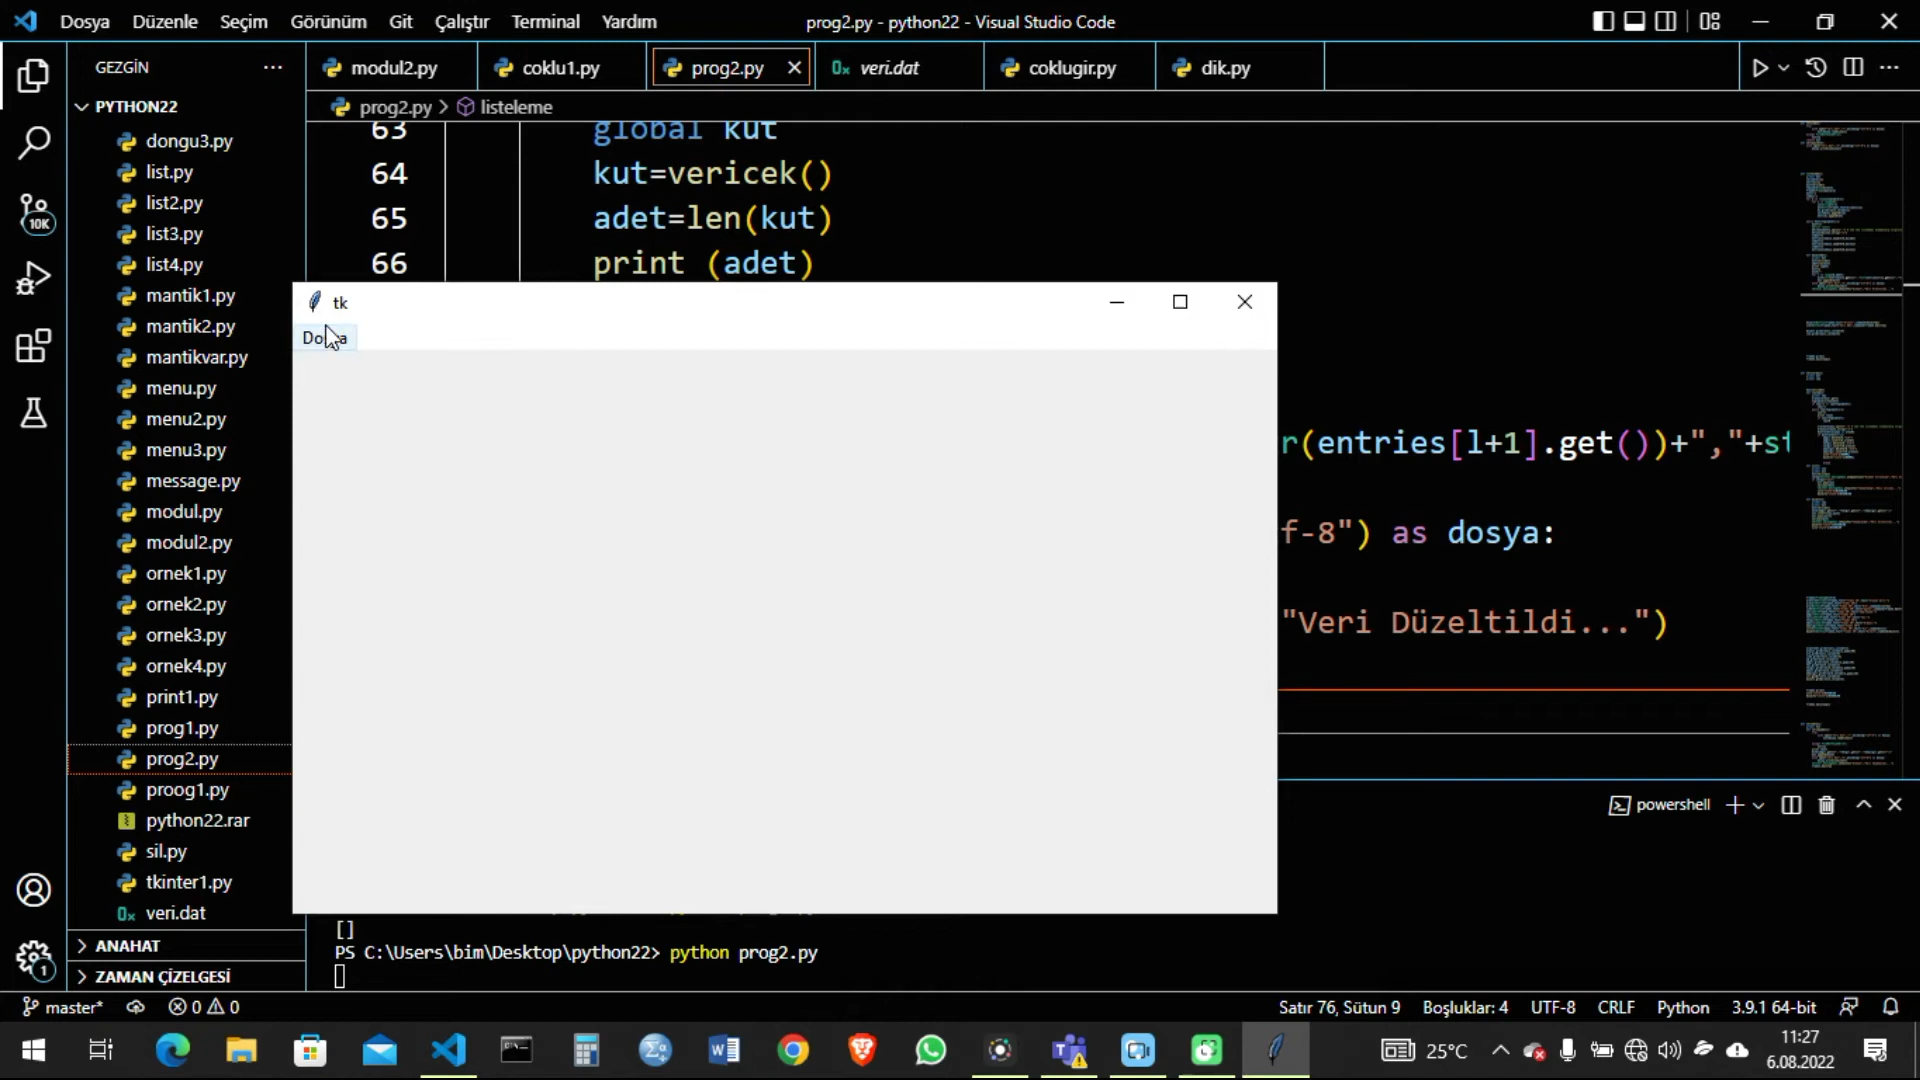 Dosya Düzenle Seçim Görünüm Git Çalıştır Terminal Yardım prog2.py - python22 - Visual Studio Code
GEZGİN ...
modul2.py coklu1.py prog2.py veri.dat coklugir.py dik.py
PYTHON22
prog2.py > listeleme
dongu3.py
list.py
list2.py
list3.py
list4.py
mantik1.py
mantik2.py
mantikvar.py
menu.py
menu2.py
menu3.py
message.py
modul.py
modul2.py
ornek1.py
ornek2.py
ornek3.py
ornek4.py
print1.py
prog1.py
prog2.py
proog1.py
python22.rar
sil.py
tkinter1.py
veri.dat
ANAHAT
ZAMAN ÇİZELGESİ
63 global kut
64 kut=vericek()
65 adet=len(kut)
66 print (adet)
tk
r(entries[l+1].get())+","+st
f-8") as dosya:
"Veri Düzeltildi...")
powershell
[]
PS C:\Users\bim\Desktop\python22> python prog2.py
10K
1
master* 0 0 Satır 76, Sütun 9 Boşluklar: 4 UTF-8 CRLF Python 3.9.1 64-bit
25°C 11:27
6.08.2022